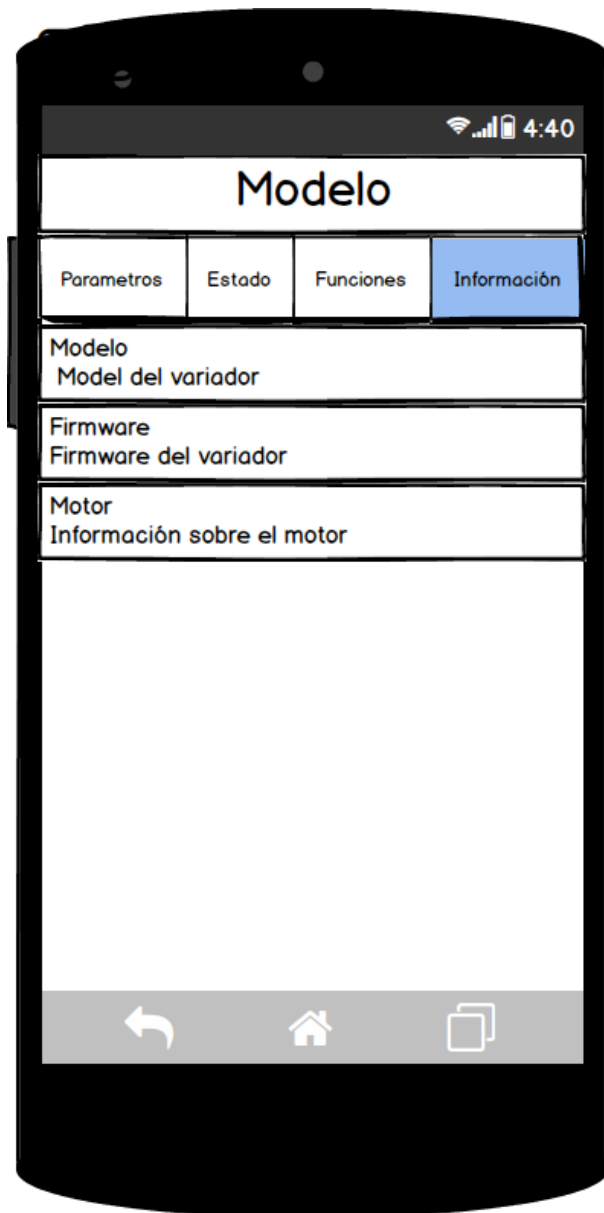 4:40
Modelo
Parametros Estado Funciones Información
Modelo
Model del variador
Firmware
Firmware del variador
Motor
Información sobre el motor